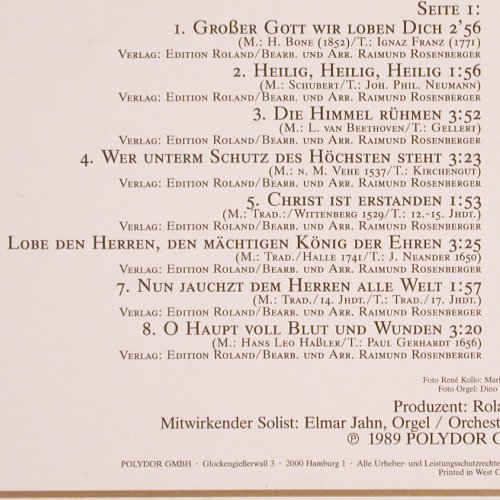 SEITE 1:
1. GROẞER GOTT WIR LOBEN DICH 2'56
(M.: H. BONE (1852)/T.: IGNAZ FRANZ (1771)
VERLAG: EDITION ROLAND/BEARB. UND ARR. RAIMUND ROSENBERGER
2. HEILIG, HEILIG, HEILIG 1:56
(M.: SCHUBERT/T.: JOH. PHIL. NEUMANN)
VERLAG: EDITION ROLAND/BEARB. UND ARR. RAIMUND ROSENBERGER
3. DIE HIMMEL RÜHMEN 3:52
(M.: L. VAN BEETHOVEN/T.: GELLERT)
VERLAG: EDITION ROLAND/BEARB. UND ARR. RAIMUND ROSENBERGER
4. WER UNTERM SCHUTZ DES HÖCHSTEN STEHT 3:23
(M.: N. M. VEHE 1537/T.: KIRCHENGUT)
VERLAG: EDITION ROLAND/BEARB. UND ARR. RAIMUND ROSENBERGER
5. CHRIST IST ERSTANDEN 1:53
(M.: TRAD.:/WITTENBERG 1529/T.: 12.-15. JHDT.)
VERLAG: EDITION ROLAND/BEARB. UND ARR. RAIMUND ROSENBERGER
LOBE DEN HERREN, DEN MÄCHTIGEN KÖNIG DER EHREN 3:25
(M.: TRAD./HALLE 1741/T.: J. NEANDER 1650)
VERLAG: EDITION ROLAND/BEARB. UND ARR. RAIMUND ROSENBERGER
7. NUN JAUCHZT DEM HERREN ALLE WELT 1:57
(M.: TRAD./14. JHDT./T.: TRAD./17. JHDT.)
VERLAG: EDITION ROLAND/BEARB. UND ARR. RAIMUND ROSENBERGER
8. O HAUPT VOLL BLUT UND WUNDEN 3:20
(M.: HANS LEO HAẞLER/T.: PAUL GERHARDT 1656)
VERLAG: EDITION ROLAND/BEARB. UND ARR. RAIMUND ROSENBERGER
Foto René Kollo: Mari
Foto Orgel: Dino
Produzent: Rola
Mitwirkender Solist: Elmar Jahn, Orgel / Orchest
℗ 1989 POLYDOR G
POLYDOR GMBH · Glockengießerwall 3 · 2000 Hamburg 1 · Alle Urheber- und Leistungsschutzrechte
Printed in West G